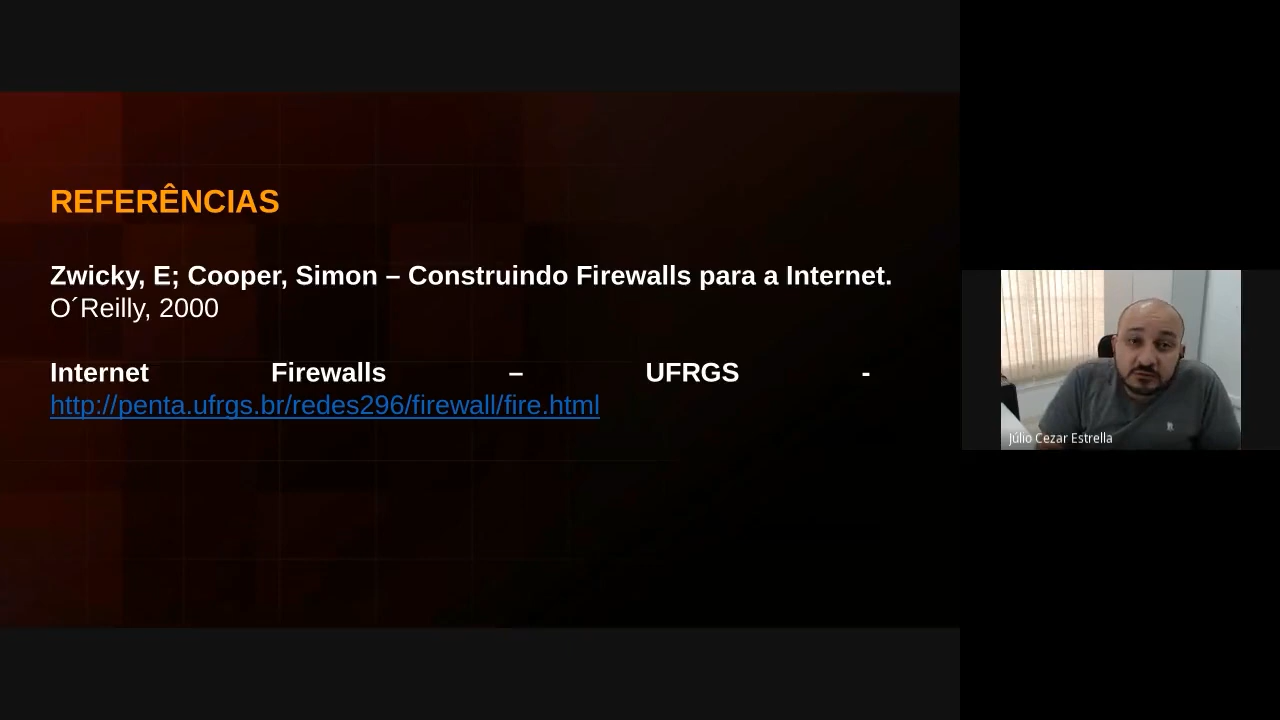 REFERÊNCIAS
Zwicky, E; Cooper, Simon – Construindo Firewalls para a Internet.
O´Reilly, 2000
Internet Firewalls – UFRGS -
http://penta.ufrgs.br/redes296/firewall/fire.html
Júlio Cezar Estrella